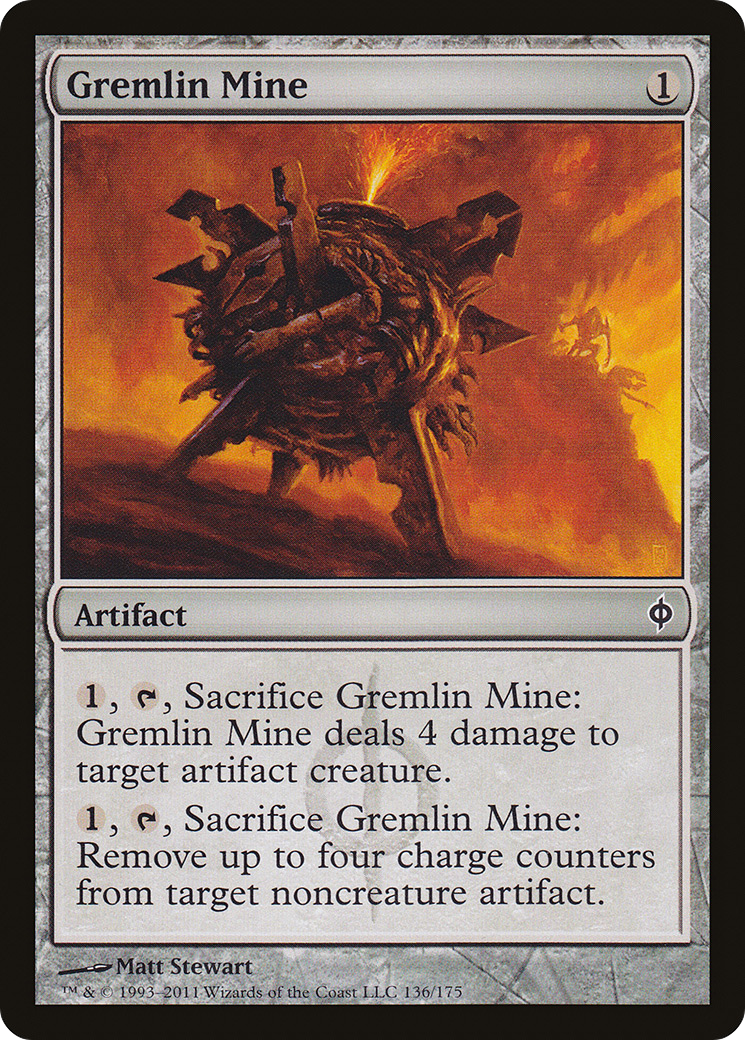 Gremlin Mine 1
Artifact
1, , Sacrifice Gremlin Mine:
Gremlin Mine deals 4 damage to
target artifact creature.
1, , Sacrifice Gremlin Mine:
Remove up to four charge counters
from target noncreature artifact.
Matt Stewart
™ & © 1993–2011 Wizards of the Coast LLC 136/175